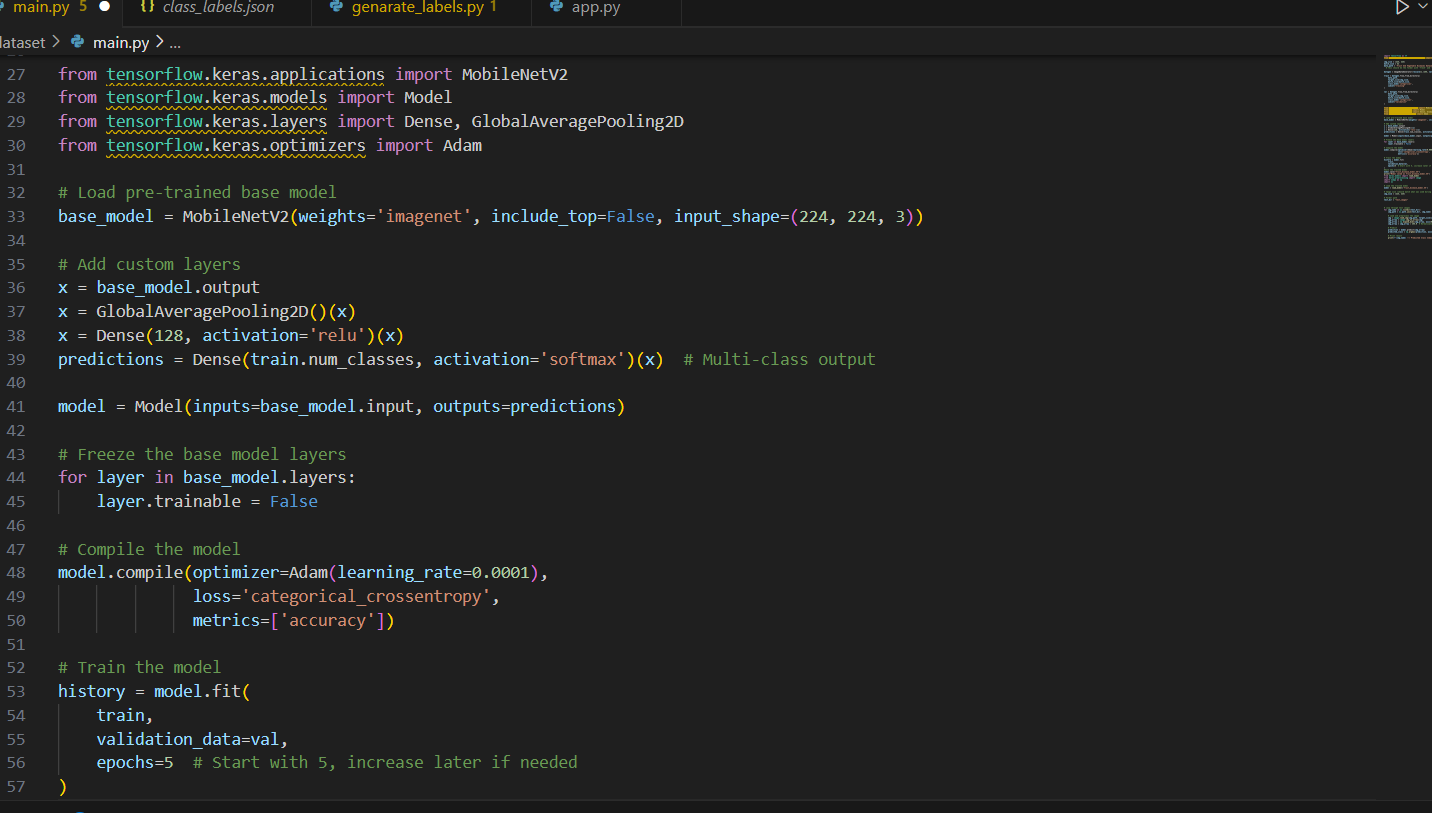 main.py 5 class_labels.json genarate_labels.py 1 app.py
dataset > main.py > ...
27 from tensorflow.keras.applications import MobileNetV2
28 from tensorflow.keras.models import Model
29 from tensorflow.keras.layers import Dense, GlobalAveragePooling2D
30 from tensorflow.keras.optimizers import Adam
31
32 # Load pre-trained base model
33 base_model = MobileNetV2(weights='imagenet', include_top=False, input_shape=(224, 224, 3))
34
35 # Add custom layers
36 x = base_model.output
37 x = GlobalAveragePooling2D()(x)
38 x = Dense(128, activation='relu')(x)
39 predictions = Dense(train.num_classes, activation='softmax')(x)  # Multi-class output
40
41 model = Model(inputs=base_model.input, outputs=predictions)
42
43 # Freeze the base model layers
44 for layer in base_model.layers:
45     layer.trainable = False
46
47 # Compile the model
48 model.compile(optimizer=Adam(learning_rate=0.0001),
49               loss='categorical_crossentropy',
50               metrics=['accuracy'])
51
52 # Train the model
53 history = model.fit(
54     train,
55     validation_data=val,
56     epochs=5  # Start with 5, increase later if needed
57 )